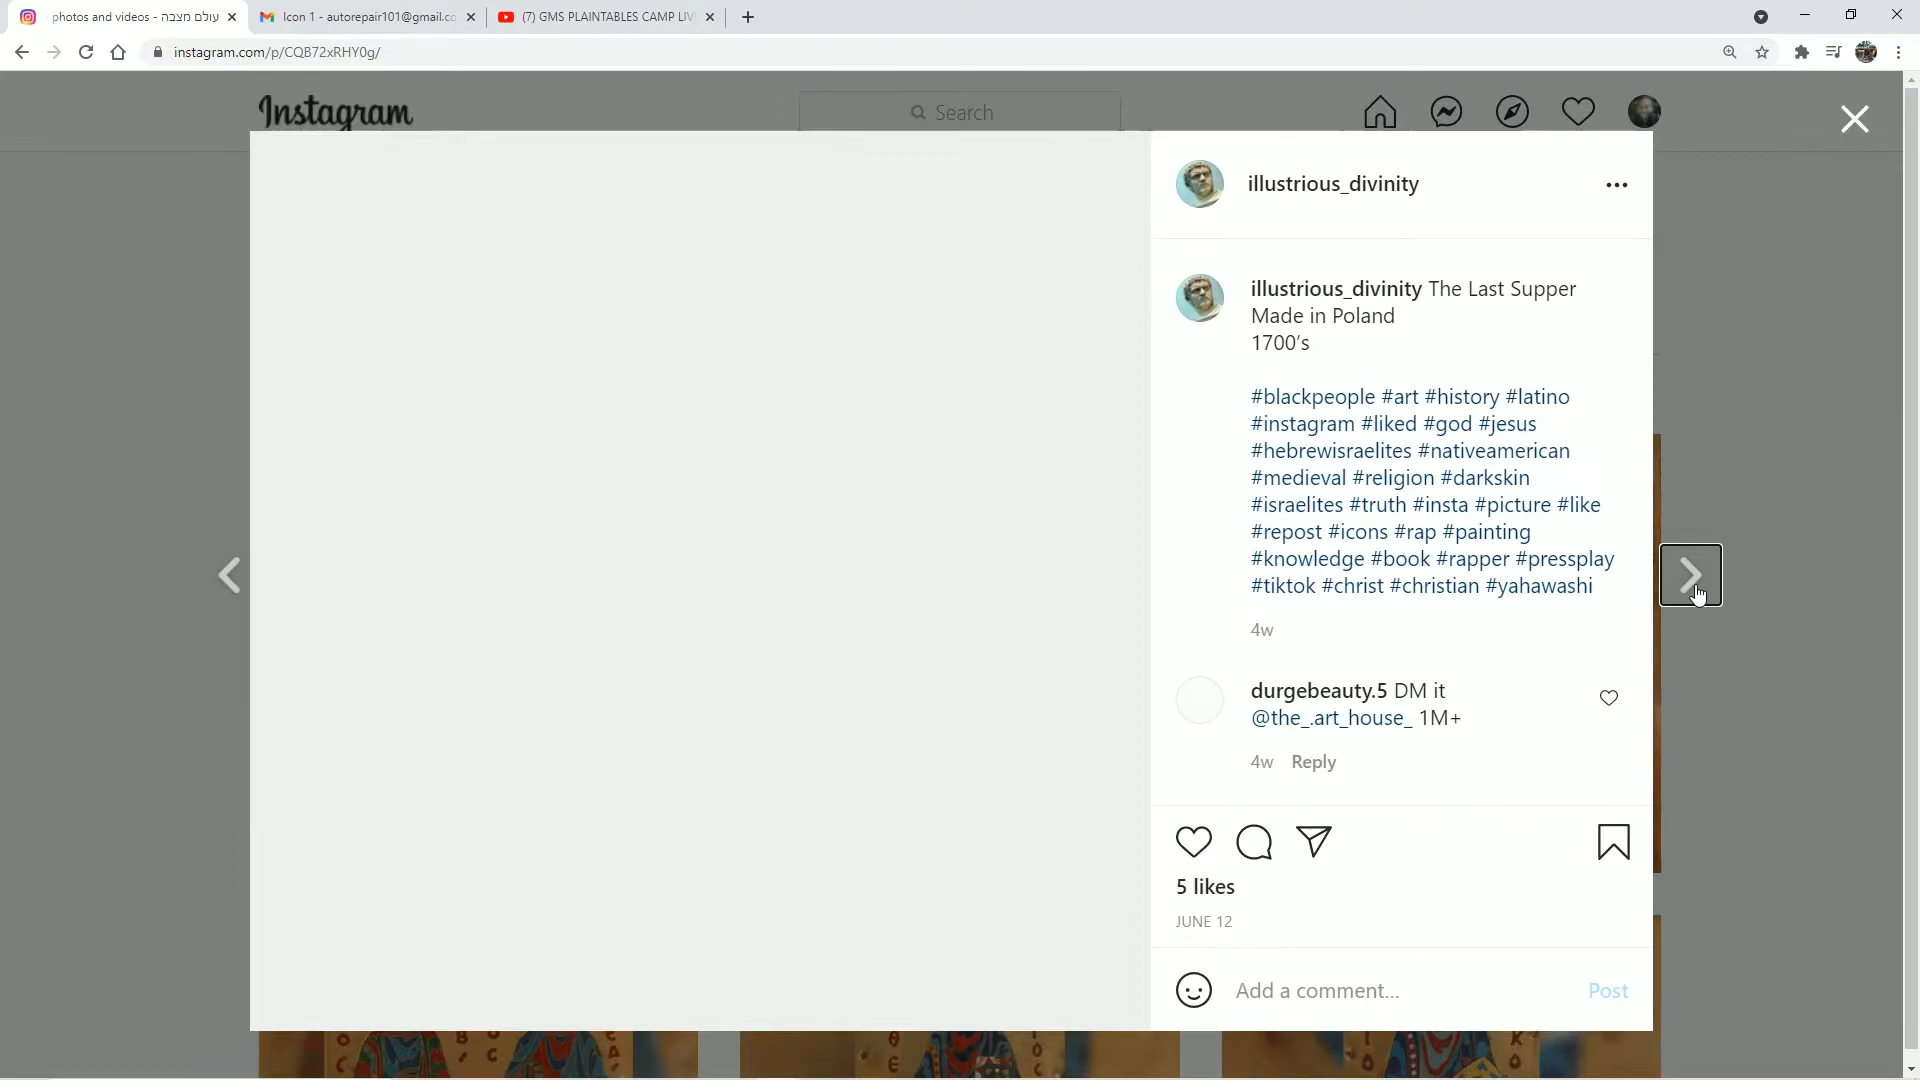 photos and videos - עולם מצבה
Icon 1 - autorepair101@gmail.cc
(7) GMS PLAINTABLES CAMP LIV
instagram.com/p/CQB72xRHY0g/
Instagram
Search
illustrious_divinity
illustrious_divinity The Last Supper
Made in Poland
1700's
#blackpeople #art #history #latino
#instagram #liked #god #jesus
#hebrewisraelites #nativeamerican
#medieval #religion #darkskin
#israelites #truth #insta #picture #like
#repost #icons #rap #painting
#knowledge #book #rapper #pressplay
#tiktok #christ #christian #yahawashi
4w
durgebeauty.5 DM it
@the_.art_house_ 1M+
4w Reply
5 likes
JUNE 12
Add a comment...
Post